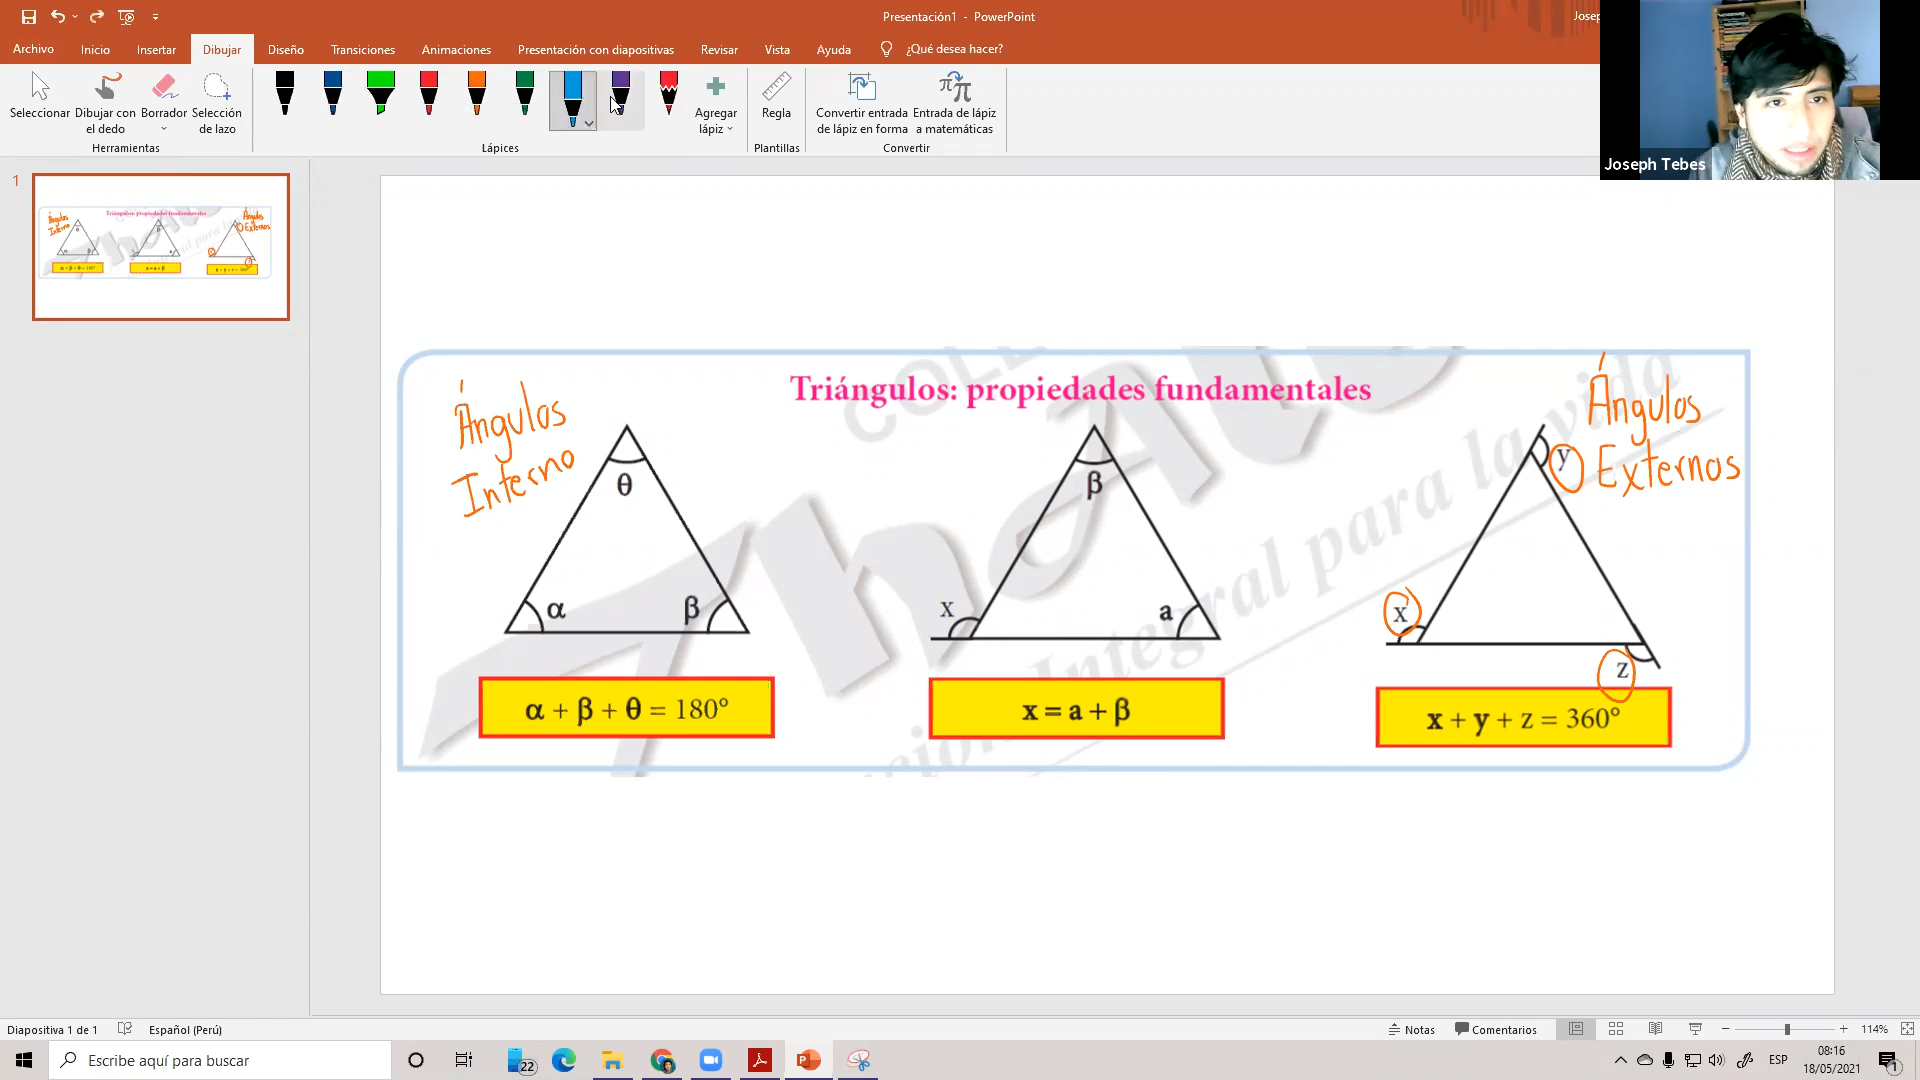 Presentación1 - PowerPoint
Archivo Inicio Insertar Dibujar Diseño Transiciones Animaciones Presentación con diapositivas Revisar Vista Ayuda ¿Qué desea hacer?
Seleccionar
Dibujar con el dedo
Borrador
Selección de lazo
Agregar lápiz
Regla
Convertir entrada de lápiz en forma
Entrada de lápiz a matemáticas
Herramientas
Lápices
Plantillas
Convertir
Joseph Tebes
1
Triángulos: propiedades fundamentales
Ángulos
Interno
Ángulos
Externos
θ
α
β
β
x
a
y
x
z
α + β + θ = 180°
x = a + β
x + y + z = 360°
Diapositiva 1 de 1
Español (Perú)
Notas
Comentarios
114%
Escribe aquí para buscar
22
ESP
08:16
18/05/2021
1